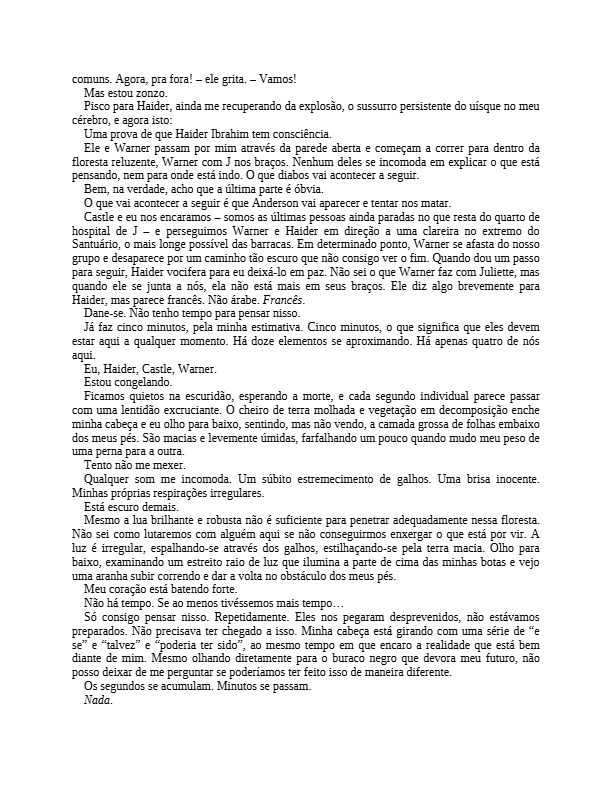 comuns. Agora, pra fora! – ele grita. – Vamos!
Mas estou zonzo.
Pisco para Haider, ainda me recuperando da explosão, o sussurro persistente do uísque no meu
cérebro, e agora isto:
Uma prova de que Haider Ibrahim tem consciência.
Ele e Warner passam por mim através da parede aberta e começam a correr para dentro da
floresta reluzente, Warner com J nos braços. Nenhum deles se incomoda em explicar o que está
pensando, nem para onde está indo. O que diabos vai acontecer a seguir.
Bem, na verdade, acho que a última parte é óbvia.
O que vai acontecer a seguir é que Anderson vai aparecer e tentar nos matar.
Castle e eu nos encaramos – somos as últimas pessoas ainda paradas no que resta do quarto de
hospital de J – e perseguimos Warner e Haider em direção a uma clareira no extremo do
Santuário, o mais longe possível das barracas. Em determinado ponto, Warner se afasta do nosso
grupo e desaparece por um caminho tão escuro que não consigo ver o fim. Quando dou um passo
para seguir, Haider vocifera para eu deixá-lo em paz. Não sei o que Warner faz com Juliette, mas
quando ele se junta a nós, ela não está mais em seus braços. Ele diz algo brevemente para
Haider, mas parece francês. Não árabe. Francês.
Dane-se. Não tenho tempo para pensar nisso.
Já faz cinco minutos, pela minha estimativa. Cinco minutos, o que significa que eles devem
estar aqui a qualquer momento. Há doze elementos se aproximando. Há apenas quatro de nós
aqui.
Eu, Haider, Castle, Warner.
Estou congelando.
Ficamos quietos na escuridão, esperando a morte, e cada segundo individual parece passar
com uma lentidão excruciante. O cheiro de terra molhada e vegetação em decomposição enche
minha cabeça e eu olho para baixo, sentindo, mas não vendo, a camada grossa de folhas embaixo
dos meus pés. São macias e levemente úmidas, farfalhando um pouco quando mudo meu peso de
uma perna para a outra.
Tento não me mexer.
Qualquer som me incomoda. Um súbito estremecimento de galhos. Uma brisa inocente.
Minhas próprias respirações irregulares.
Está escuro demais.
Mesmo a lua brilhante e robusta não é suficiente para penetrar adequadamente nessa floresta.
Não sei como lutaremos com alguém aqui se não conseguirmos enxergar o que está por vir. A
luz é irregular, espalhando-se através dos galhos, estilhaçando-se pela terra macia. Olho para
baixo, examinando um estreito raio de luz que ilumina a parte de cima das minhas botas e vejo
uma aranha subir correndo e dar a volta no obstáculo dos meus pés.
Meu coração está batendo forte.
Não há tempo. Se ao menos tivéssemos mais tempo…
Só consigo pensar nisso. Repetidamente. Eles nos pegaram desprevenidos, não estávamos
preparados. Não precisava ter chegado a isso. Minha cabeça está girando com uma série de “e
se” e “talvez” e “poderia ter sido”, ao mesmo tempo em que encaro a realidade que está bem
diante de mim. Mesmo olhando diretamente para o buraco negro que devora meu futuro, não
posso deixar de me perguntar se poderíamos ter feito isso de maneira diferente.
Os segundos se acumulam. Minutos se passam.
Nada.